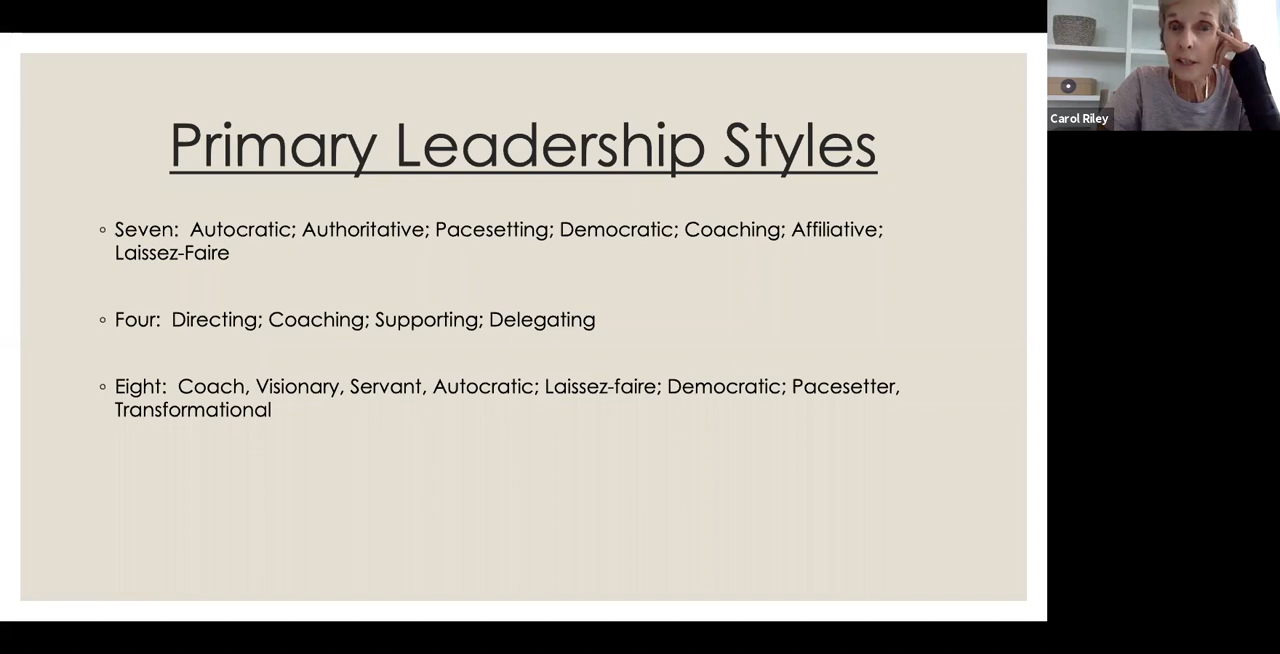 Primary Leadership Styles
◦ Seven:  Autocratic; Authoritative; Pacesetting; Democratic; Coaching; Affiliative;
Laissez-Faire
◦ Four:  Directing; Coaching; Supporting; Delegating
◦ Eight:  Coach, Visionary, Servant, Autocratic; Laissez-faire; Democratic; Pacesetter,
Transformational
Carol Riley